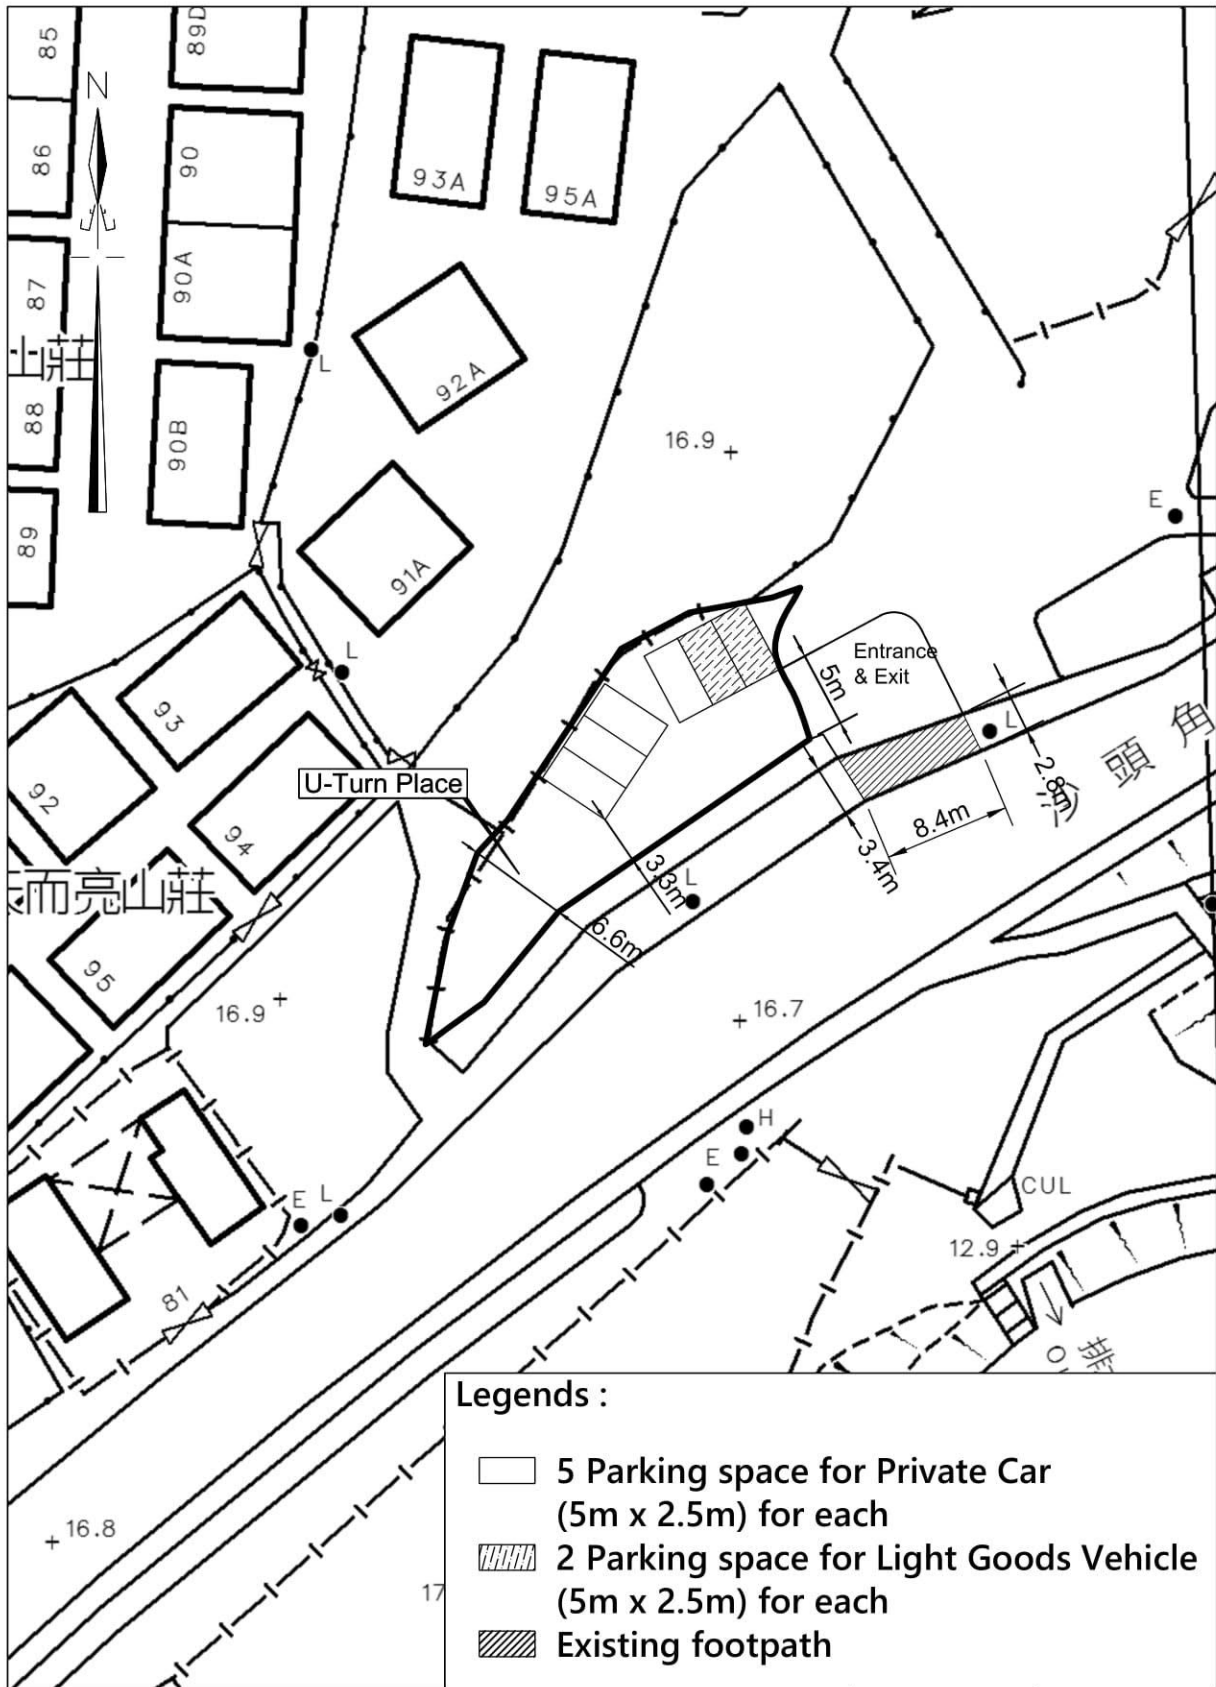 85
89D
N
86
90
93A
95A
90A
87
L
山莊
92A
88
16.9
90B
E
89
91A
L
Entrance
& Exit
5m
93
L
沙頭角
U-Turn Place
2.8m
92
8.4m
94
3.4m
3.3m
L
而亮山莊
6.6m
95
16.9
16.7
H
E
CUL
E L
12.9
81
排
Legends :
5 Parking space for Private Car
(5m x 2.5m) for each
16.8
2 Parking space for Light Goods Vehicle
(5m x 2.5m) for each
17
Existing footpath